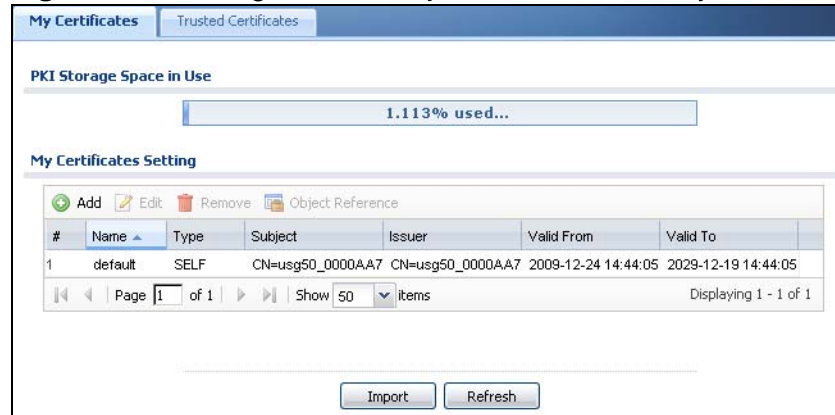 My Certificates Trusted Certificates
PKI Storage Space in Use
1.113% used...
My Certificates Setting
Add Edit Remove Object Reference
# Name Type Subject Issuer Valid From Valid To
1 default SELF CN=usg50_0000AA7 CN=usg50_0000AA7 2009-12-24 14:44:05 2029-12-19 14:44:05
Page 1 of 1 Show 50 items Displaying 1 - 1 of 1
Import Refresh